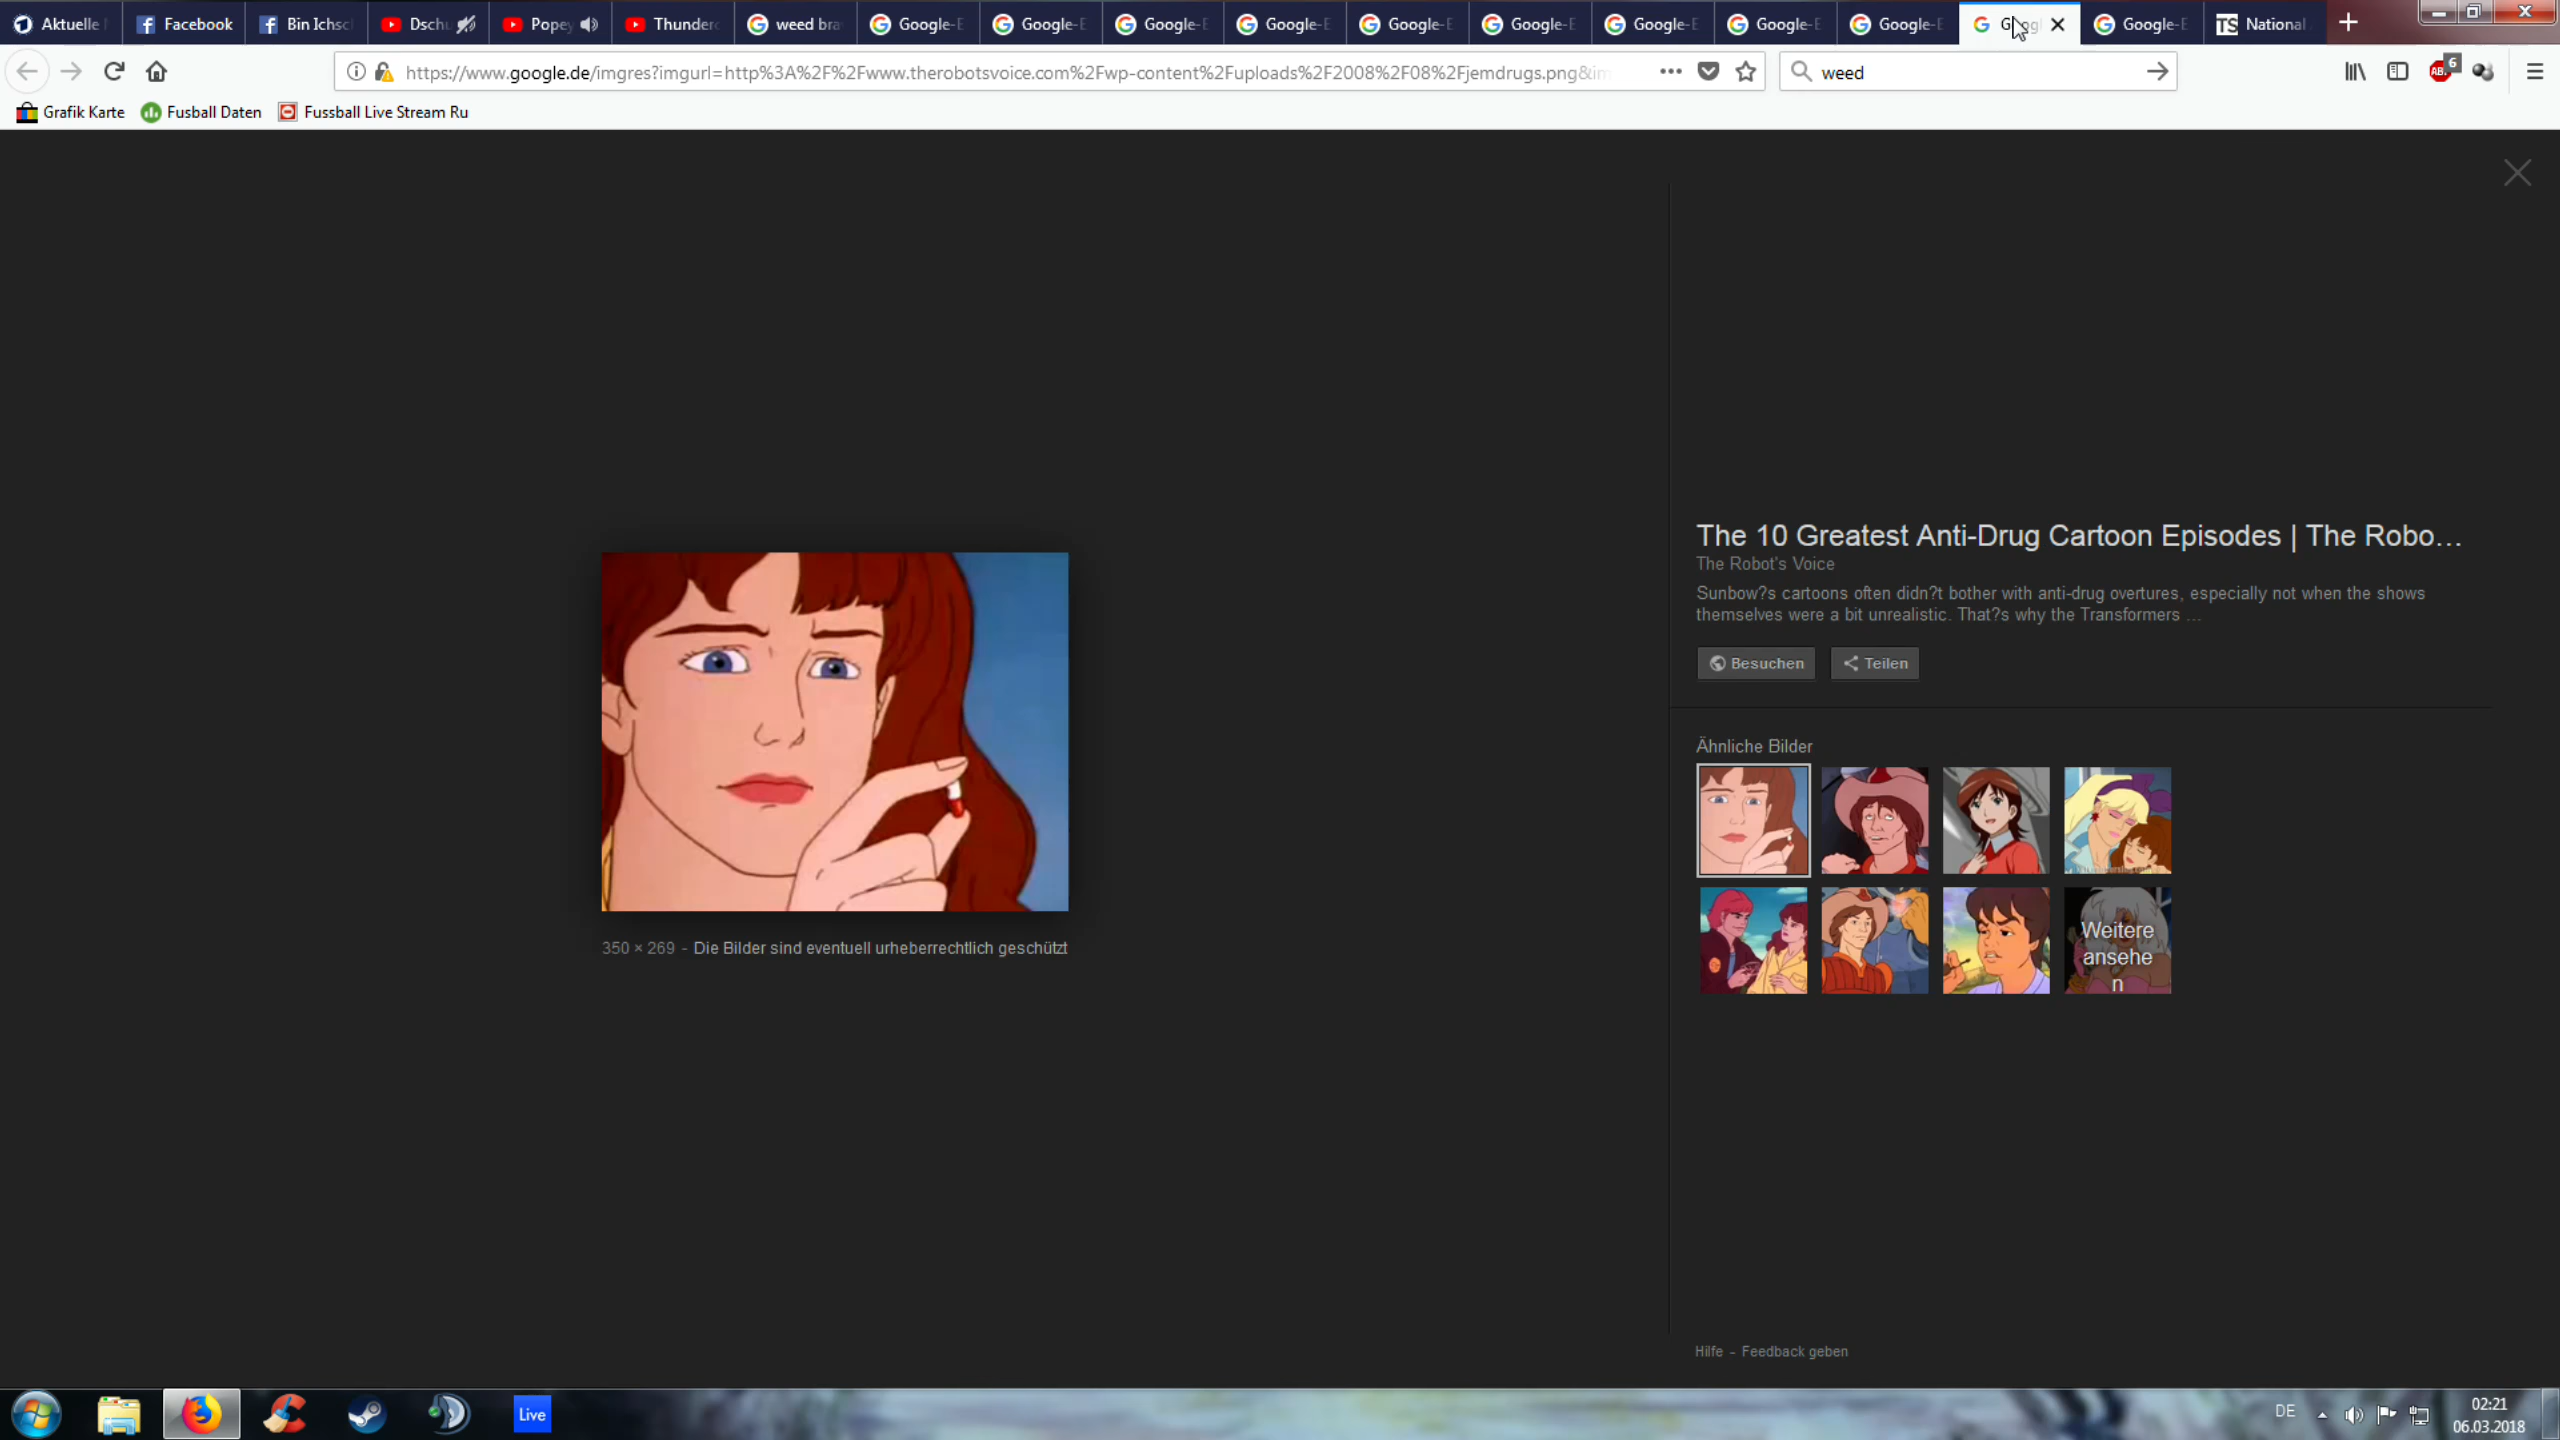 Aktuelle
Facebook
Bin Ichsc
Dschu
Popey
Thunderc
weed bra
Google-E
Google-E
Google-E
Google-E
Google-E
Google-E
Google-E
Google-E
Google-E
Google-E
National
https://www.google.de/imgres?imgurl=http%3A%2F%2Fwww.therobotsvoice.com%2Fwp-content%2Fuploads%2F2008%2F08%2Fjemdrugs.png&im
weed
6
Grafik Karte
Fusball Daten
Fussball Live Stream Ru
The 10 Greatest Anti-Drug Cartoon Episodes | The Robo...
The Robot's Voice
Sunbow?s cartoons often didn?t bother with anti-drug overtures, especially not when the shows
themselves were a bit unrealistic. That?s why the Transformers ...
Besuchen
Teilen
Ähnliche Bilder
Weitere
ansehe
n
350 × 269 - Die Bilder sind eventuell urheberrechtlich geschützt
Hilfe - Feedback geben
Live
DE
02:21
06.03.2018